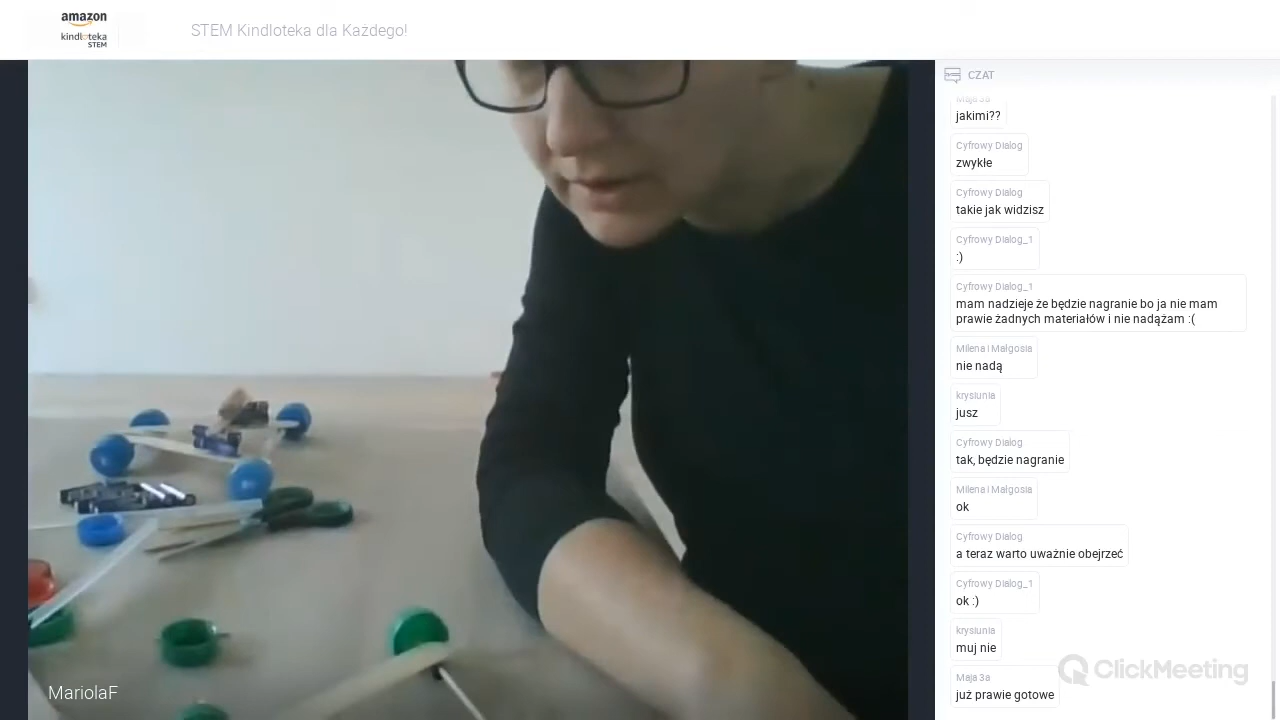 amazon
kindloteka
STEM
STEM Kindloteka dla Każdego!
CZAT
Maja 3a
jakimi??
Cyfrowy Dialog
zwykłe
Cyfrowy Dialog
takie jak widzisz
Cyfrowy Dialog_1
:)
Cyfrowy Dialog_1
mam nadzieje że będzie nagranie bo ja nie mam
prawie żadnych materiałów i nie nadążam :(
Milena i Małgosia
nie nadą
krysiunia
jusz
Cyfrowy Dialog
tak, będzie nagranie
Milena i Małgosia
ok
Cyfrowy Dialog
a teraz warto uważnie obejrzeć
Cyfrowy Dialog_1
ok :)
krysiunia
muj nie
Maja 3a
już prawie gotowe
ClickMeeting
MariolaF